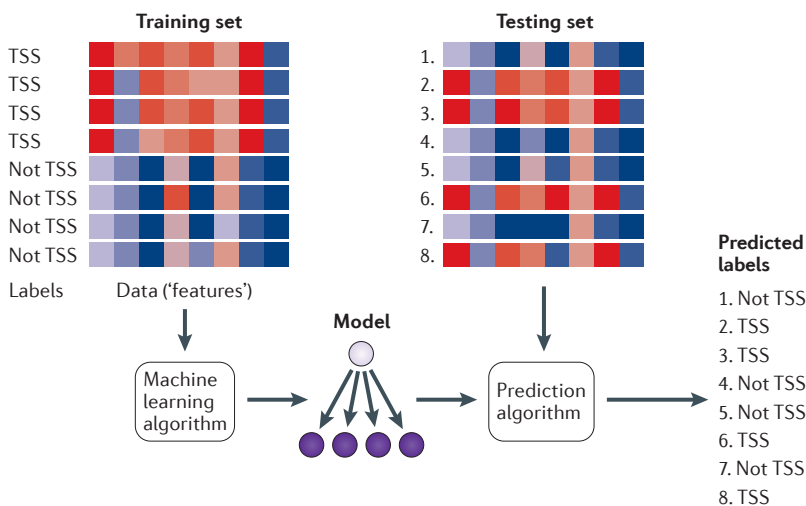 Training set
TSS
TSS
TSS
TSS
Not TSS
Not TSS
Not TSS
Not TSS
Labels
Data (‘features’)
Testing set
1.
2.
3.
4.
5.
6.
7.
8.
Machine
learning
algorithm
Model
Prediction
algorithm
Predicted
labels
1. Not TSS
2. TSS
3. TSS
4. Not TSS
5. Not TSS
6. TSS
7. Not TSS
8. TSS